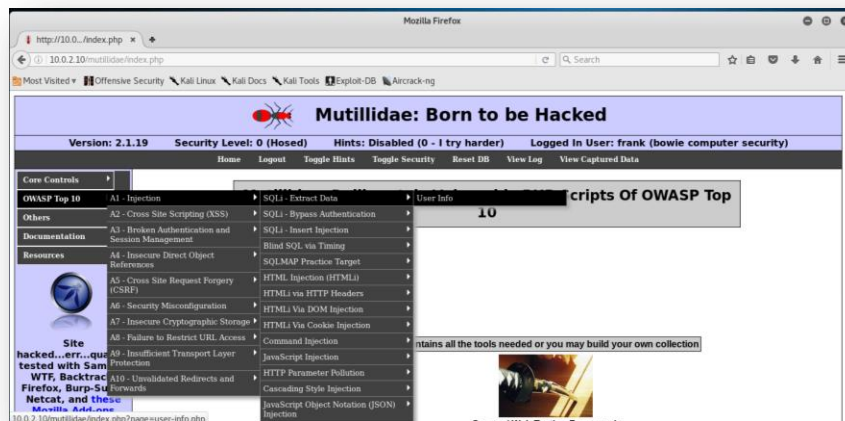 Mozilla Firefox
http://10.0.../index.php
10.0.2.10/mutillidae/index.php
Search
Most Visited Offensive Security Kali Linux Kali Docs Kali Tools Exploit-DB Aircrack-ng
Mutillidae: Born to be Hacked
Version: 2.1.19 Security Level: 0 (Hosed) Hints: Disabled (0 - I try harder) Logged In User: frank (bowie computer security)
Home Logout Toggle Hints Toggle Security Reset DB View Log View Captured Data
Core Controls
OWASP Top 10
Others
Documentation
Resources
A1 - Injection
A2 - Cross Site Scripting (XSS)
A3 - Broken Authentication and
Session Management
A4 - Insecure Direct Object
References
A5 - Cross Site Request Forgery
(CSRF)
A6 - Security Misconfiguration
A7 - Insecure Cryptographic Storage
A8 - Failure to Restrict URL Access
A9 - Insufficient Transport Layer
Protection
A10 - Unvalidated Redirects and
Forwards
SQLi - Extract Data
SQLi - Bypass Authentication
SQLi - Insert Injection
Blind SQL via Timing
SQLMAP Practice Target
HTML Injection (HTMLi)
HTMLi via HTTP Headers
HTMLi Via DOM Injection
HTMLi Via Cookie Injection
Command Injection
JavaScript Injection
HTTP Parameter Pollution
Cascading Style Injection
JavaScript Object Notation (JSON)
Injection
User Info
Scripts Of OWASP Top
10
Site
hacked...err...qua
tested with Sam
WTF, Backtrac
Firefox, Burp-Su
Netcat, and these
Mozilla Add-ons
ntains all the tools needed or you may build your own collection
10.0.2.10/mutillidae/index.php?page=user-info.php